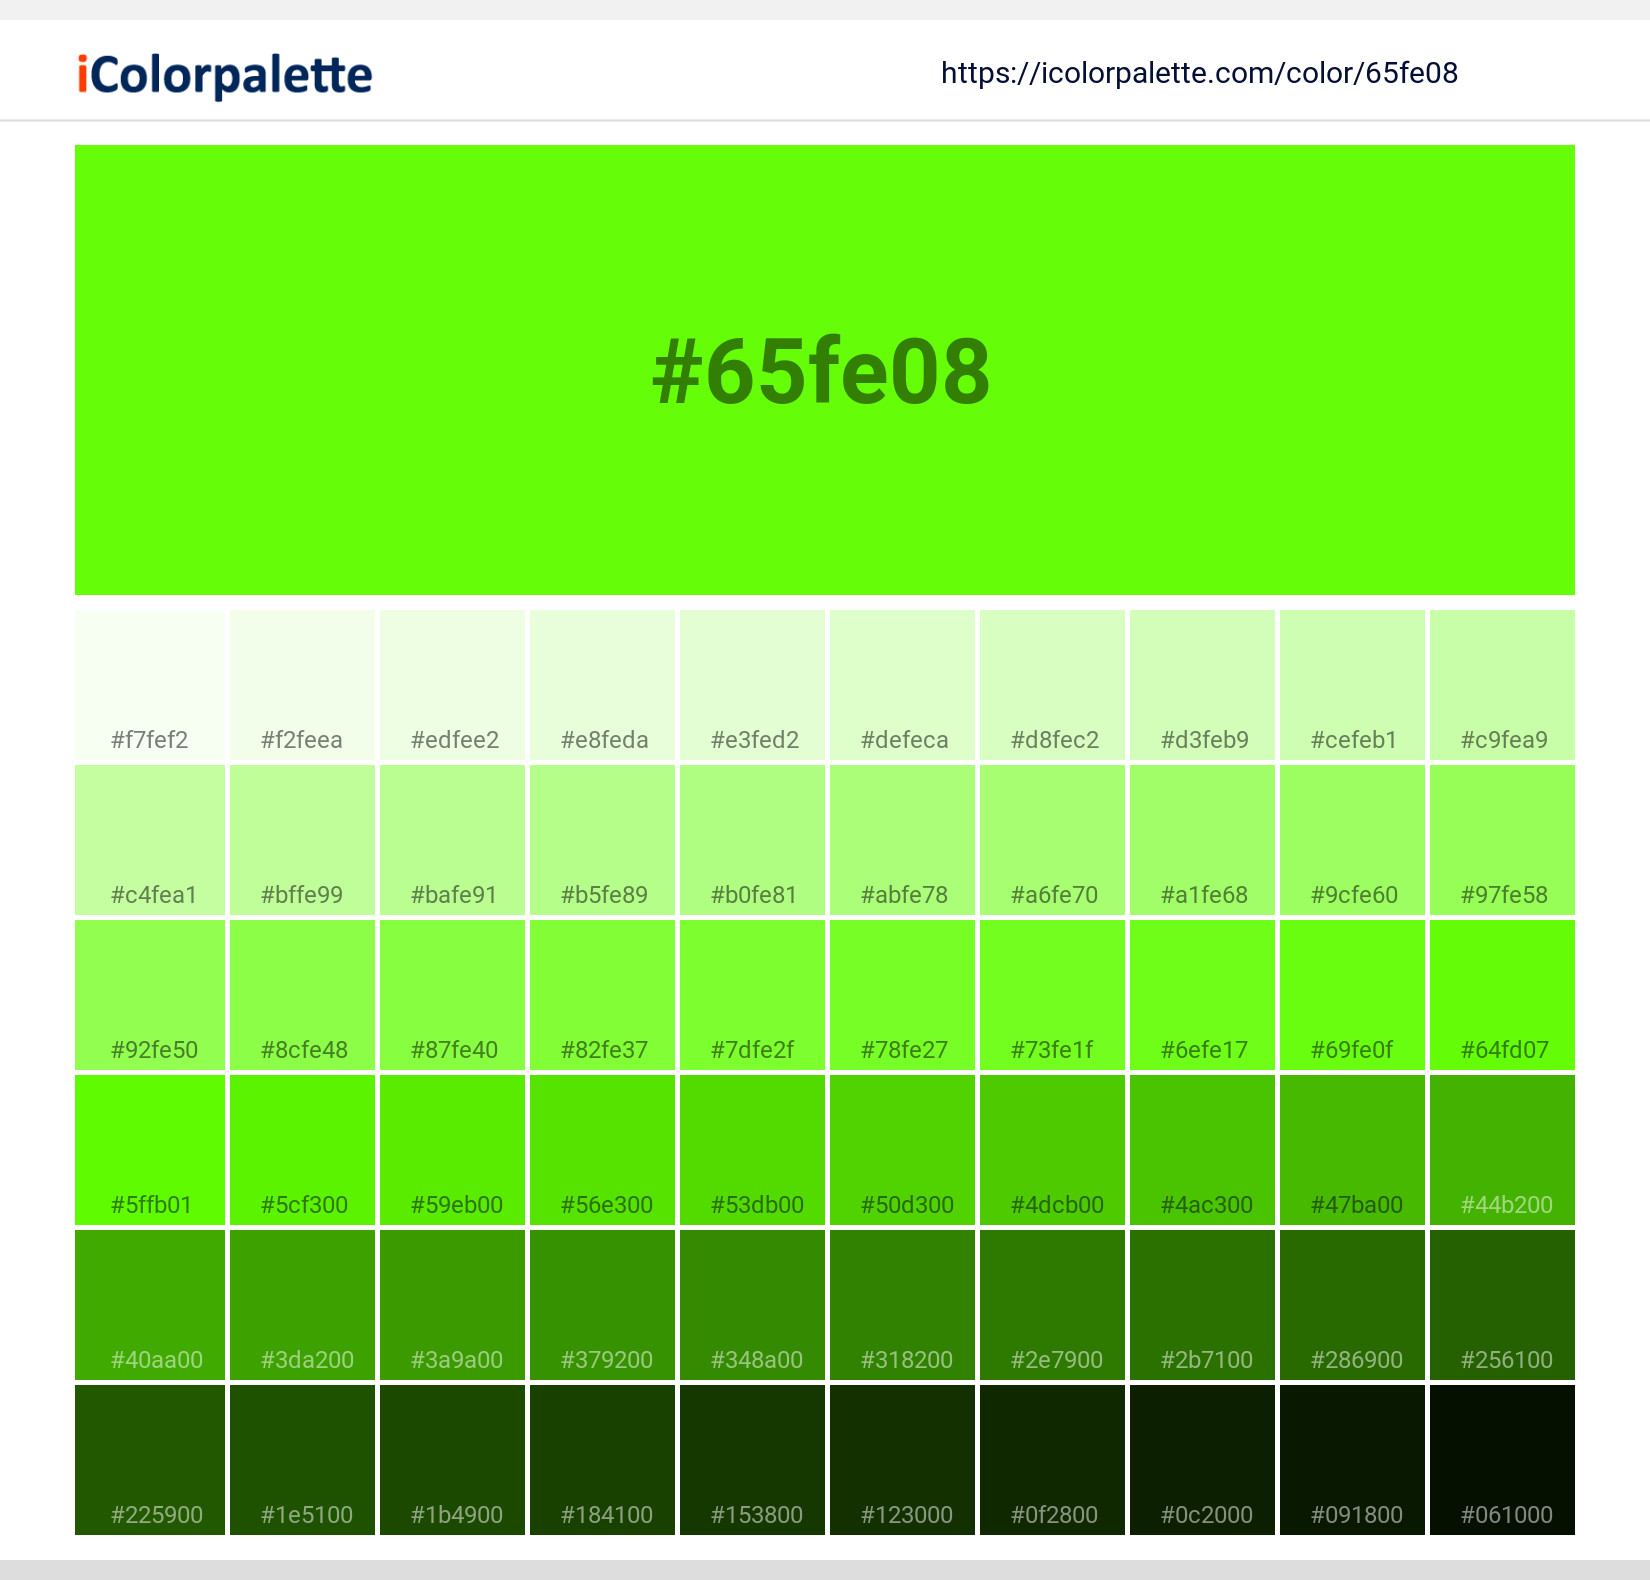 iColorpalette
https://icolorpalette.com/color/65fe08
#65fe08
#f7fef2 #f2feea #edfee2 #e8feda #e3fed2 #defeca #d8fec2 #d3feb9 #cefeb1 #c9fea9
#c4fea1 #bffe99 #bafe91 #b5fe89 #b0fe81 #abfe78 #a6fe70 #a1fe68 #9cfe60 #97fe58
#92fe50 #8cfe48 #87fe40 #82fe37 #7dfe2f #78fe27 #73fe1f #6efe17 #69fe0f #64fd07
#5ffb01 #5cf300 #59eb00 #56e300 #53db00 #50d300 #4dcb00 #4ac300 #47ba00 #44b200
#40aa00 #3da200 #3a9a00 #379200 #348a00 #318200 #2e7900 #2b7100 #286900 #256100
#225900 #1e5100 #1b4900 #184100 #153800 #123000 #0f2800 #0c2000 #091800 #061000